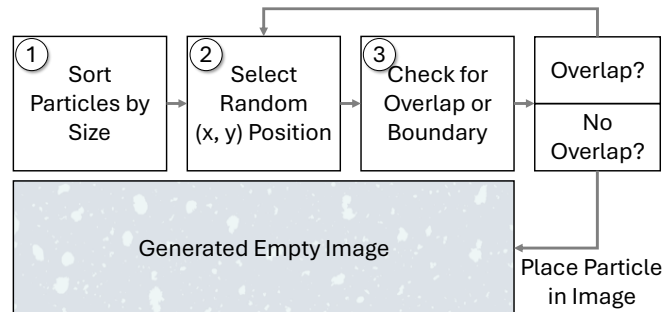 1
Sort
Particles by
Size
2
Select
Random
(x, y) Position
3
Check for
Overlap or
Boundary
Overlap?
No
Overlap?
Generated Empty Image
Place Particle
in Image